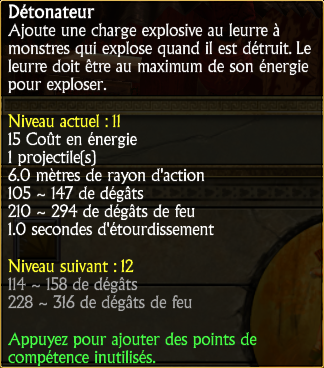 Détonateur
Ajoute une charge explosive au leurre à
monstres qui explose quand il est détruit. Le
leurre doit être au maximum de son énergie
pour exploser.
Niveau actuel : 11
15 Coût en énergie
1 projectile(s)
6.0 mètres de rayon d'action
105 ~ 147 de dégâts
210 ~ 294 de dégâts de feu
1.0 secondes d'étourdissement
Niveau suivant : 12
114 ~ 158 de dégâts
228 ~ 316 de dégâts de feu
Appuyez pour ajouter des points de
compétence inutilisés.